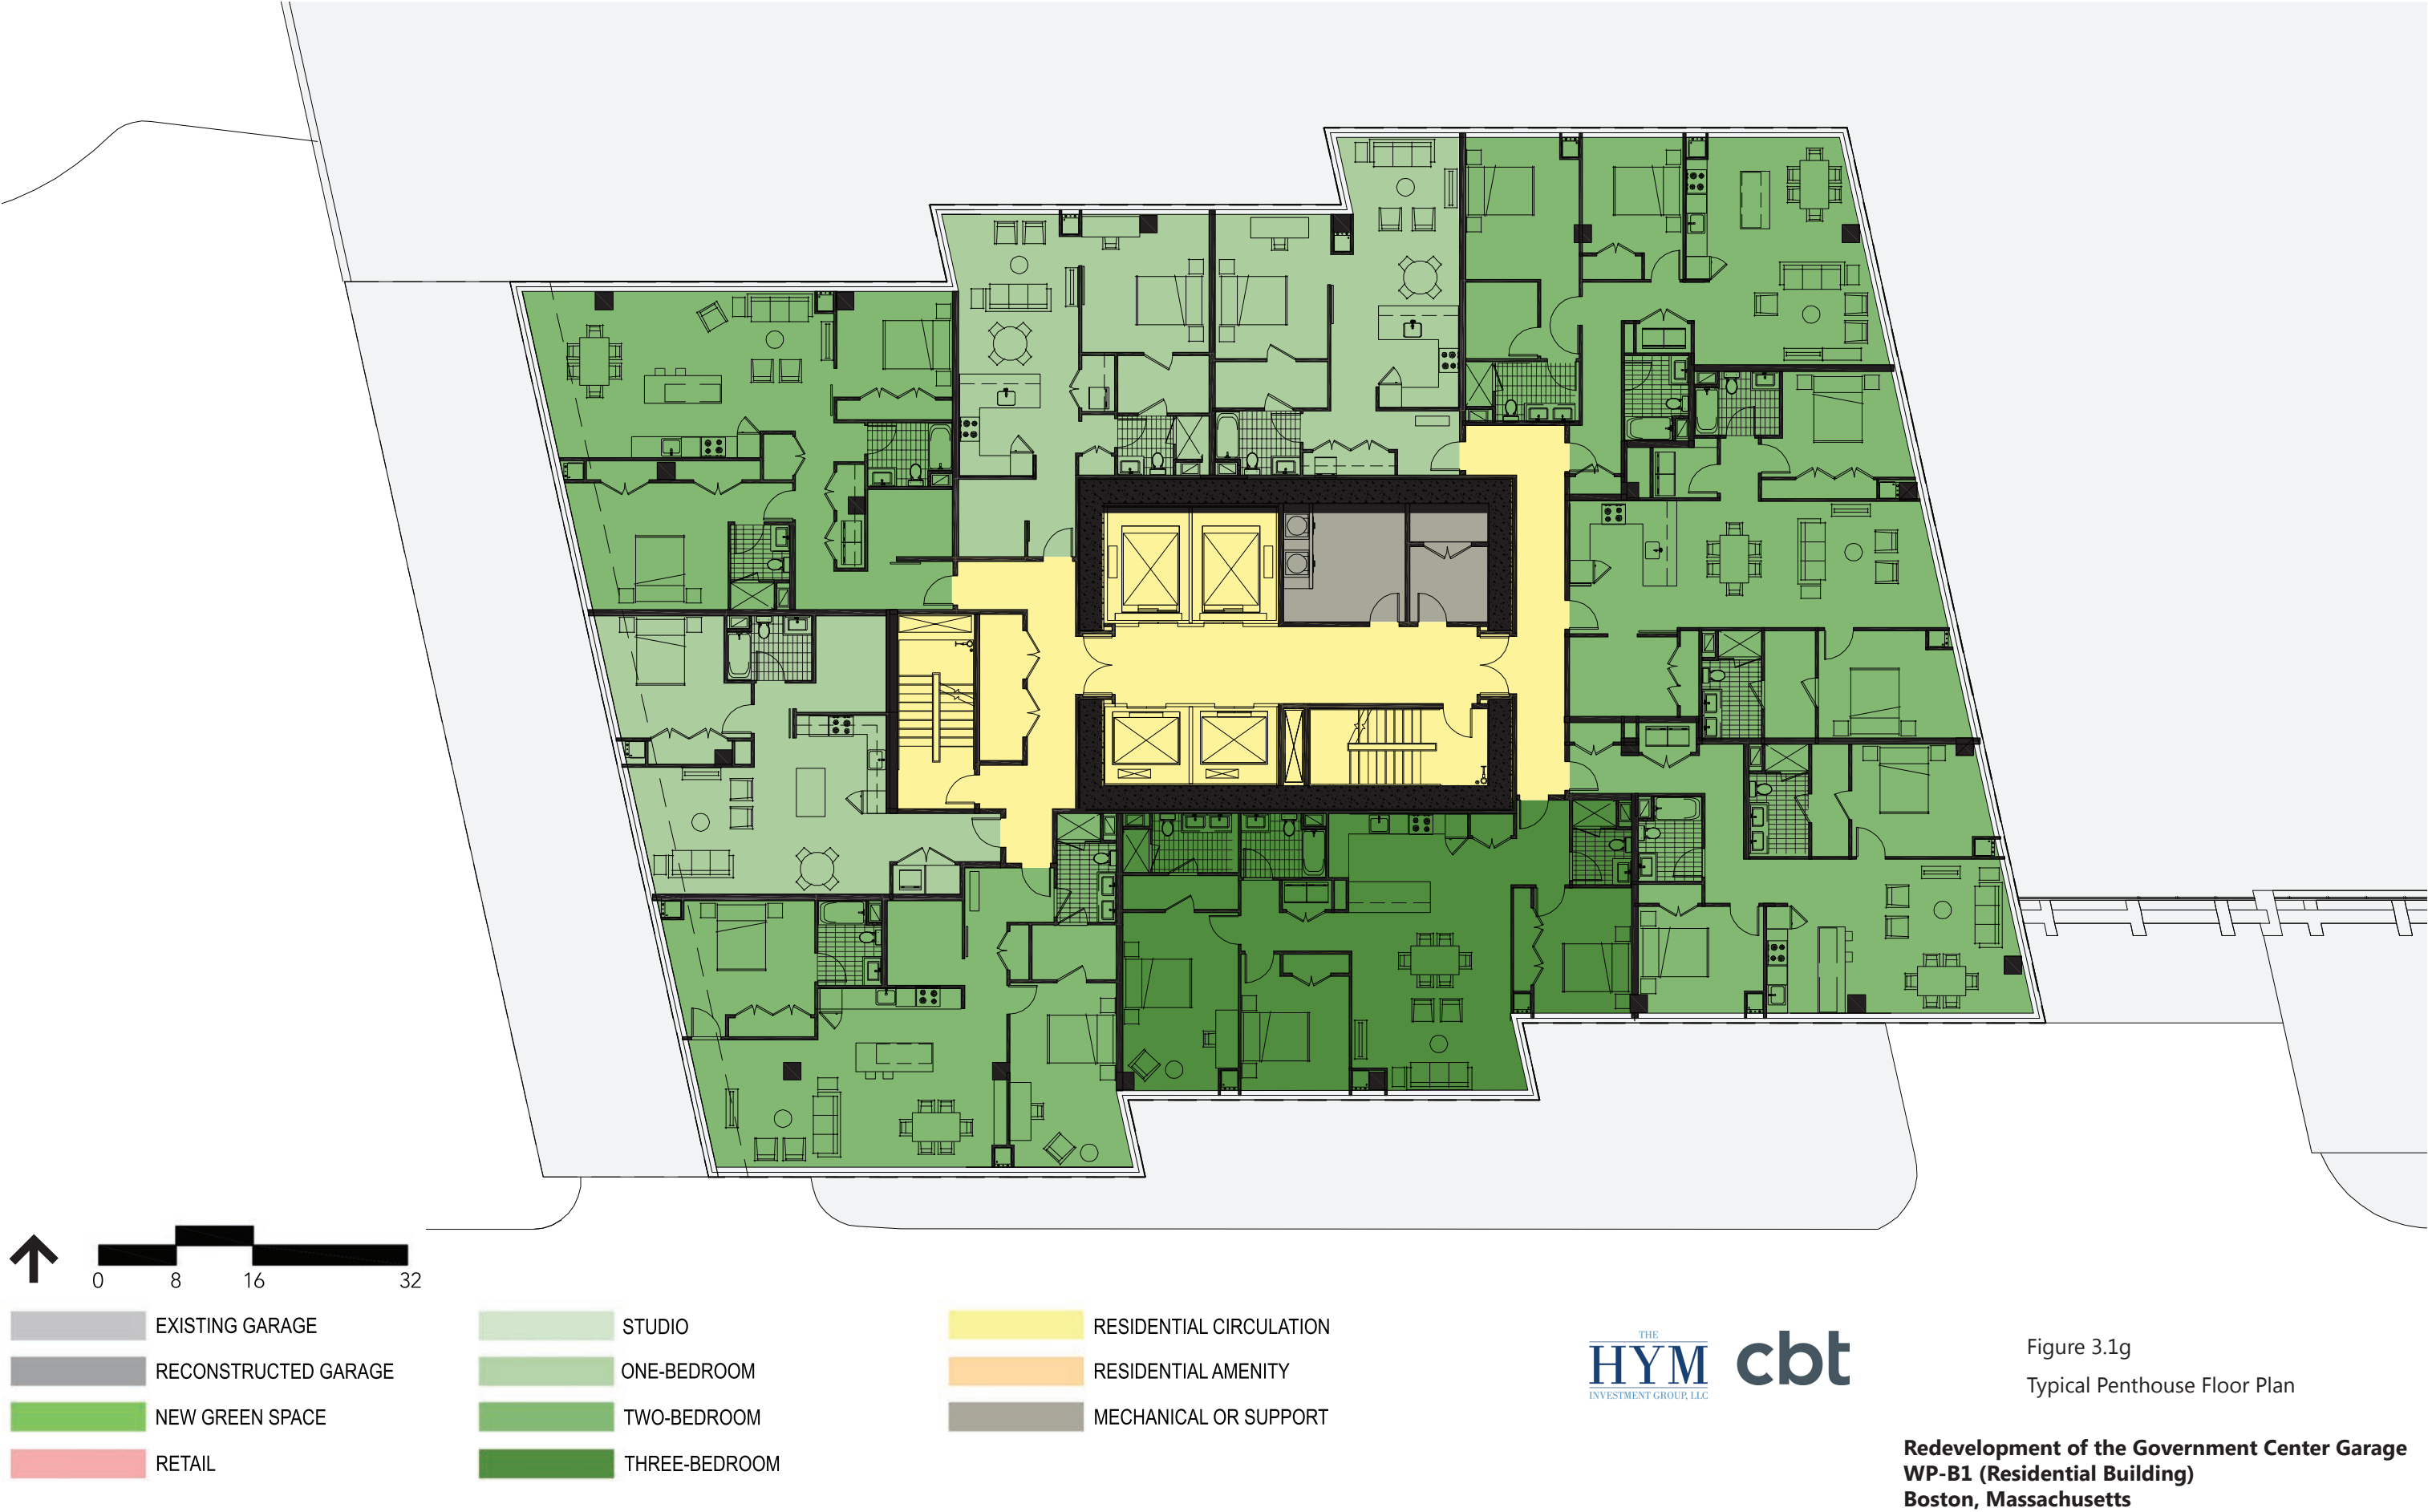 0 8 16 32
EXISTING GARAGE
RECONSTRUCTED GARAGE
NEW GREEN SPACE
RETAIL
STUDIO
ONE-BEDROOM
TWO-BEDROOM
THREE-BEDROOM
RESIDENTIAL CIRCULATION
RESIDENTIAL AMENITY
MECHANICAL OR SUPPORT
THE
HYM
INVESTMENT GROUP, LLC
cbt
Figure 3.1g
Typical Penthouse Floor Plan
Redevelopment of the Government Center Garage
WP-B1 (Residential Building)
Boston, Massachusetts